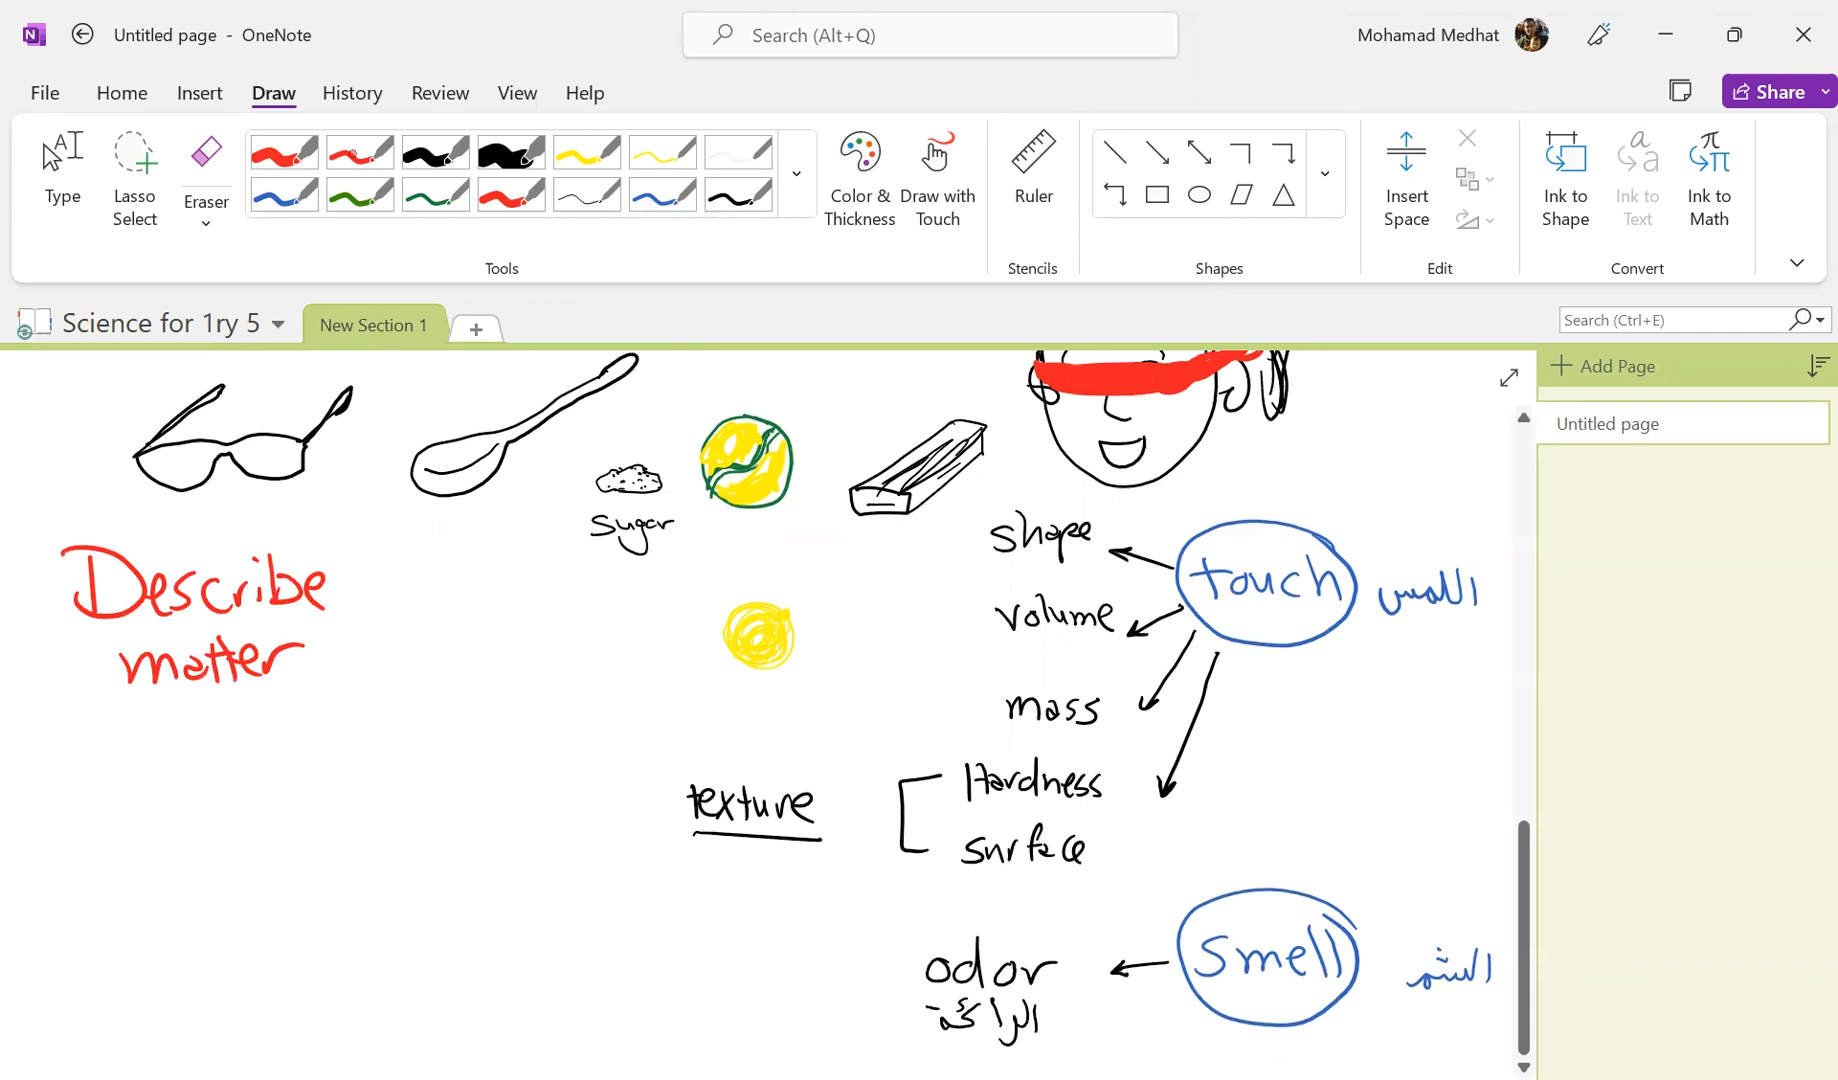 Untitled page - OneNote
Search (Alt+Q)
Mohamad Medhat
File Home Insert Draw History Review View Help
Share
Type
Lasso Select
Eraser
Color & Thickness
Draw with Touch
Ruler
Insert Space
Ink to Shape
Ink to Text
Ink to Math
Tools
Stencils
Shapes
Edit
Convert
Science for 1ry 5
New Section 1
Search (Ctrl+E)
Add Page
Untitled page
sugar
Describe
matter
shape
touch
اللمس
volume
mass
texture
Hardness
surface
odor
الرائحة
smell
الشم